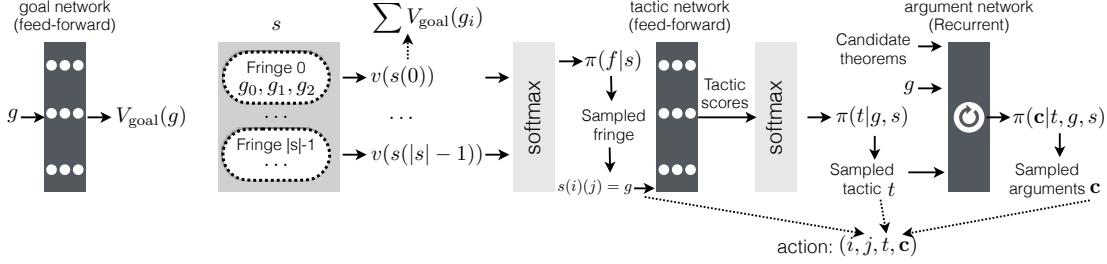 goal network
(feed-forward)
g
V_goal(g)
s
Fringe 0
g_0, g_1, g_2
...
Fringe |s|-1
...
∑ V_goal(g_i)
v(s(0))
...
v(s(|s| − 1))
softmax
π(f|s)
Sampled
fringe
s(i)(j) = g
tactic network
(feed-forward)
Tactic
scores
softmax
π(t|g, s)
Sampled
tactic t
argument network
(Recurrent)
Candidate
theorems
g
π(c|t, g, s)
Sampled
arguments c
action: (i, j, t, c)